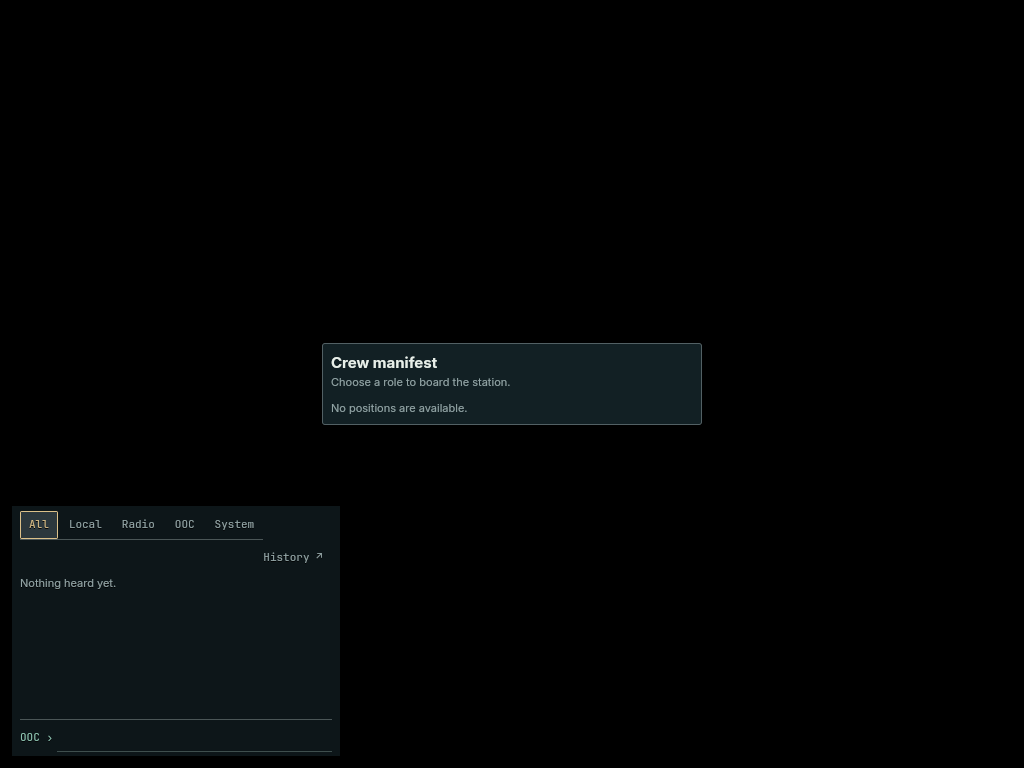 Crew manifest
Choose a role to board the station.
No positions are available.
All Local Radio OOC System
History ↗
Nothing heard yet.
OOC ›